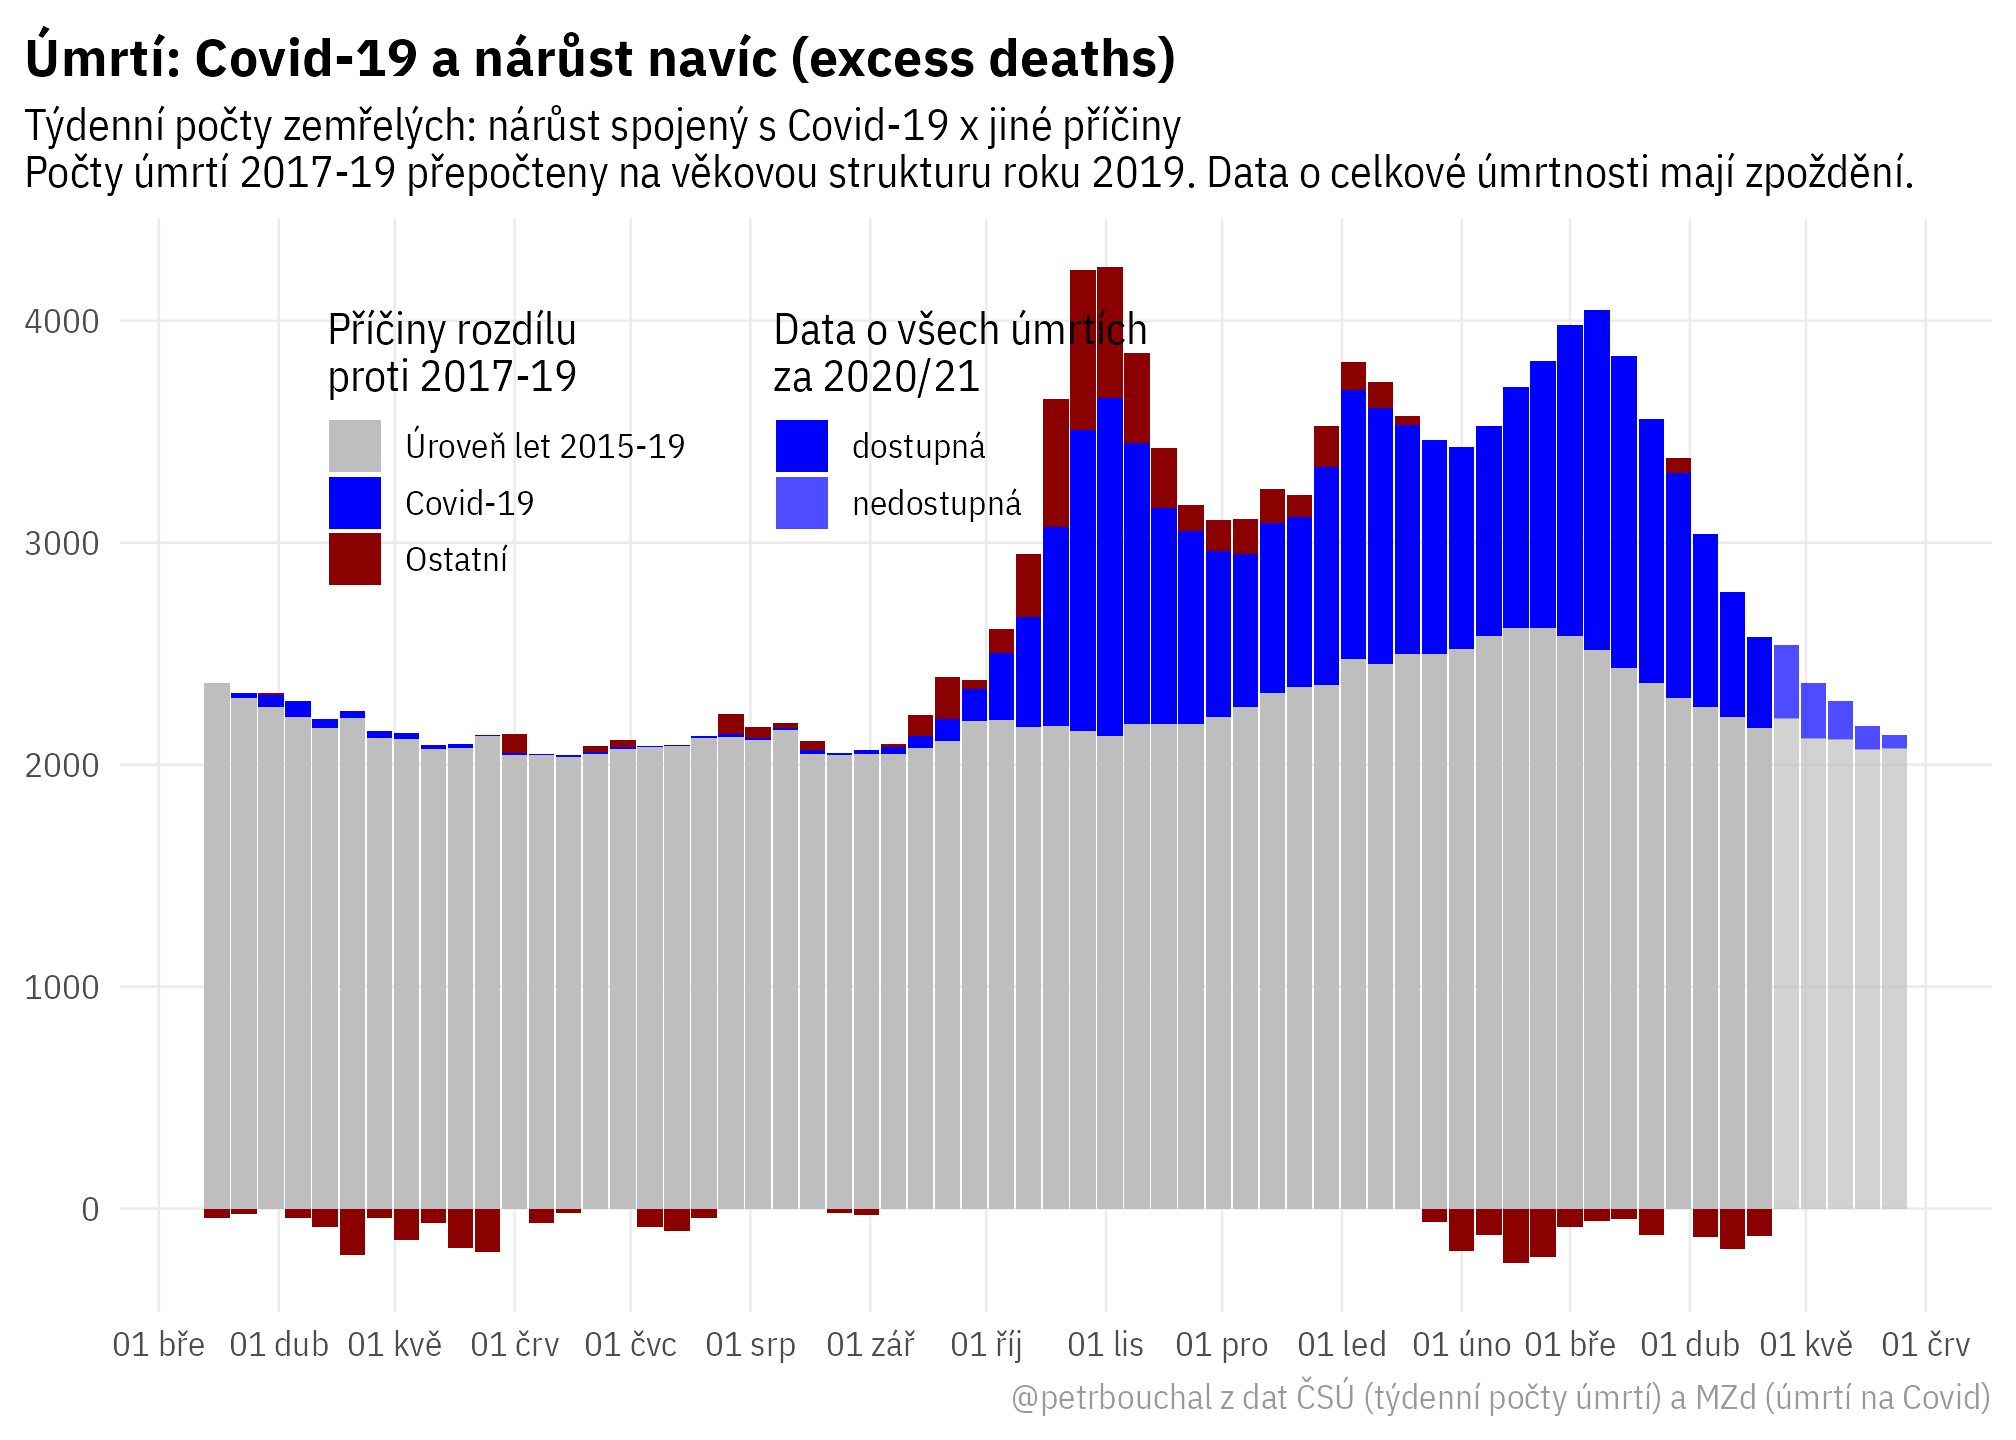 Úmrtí: Covid-19 a nárůst navíc (excess deaths)
Týdenní počty zemřelých: nárůst spojený s Covid-19 x jiné příčiny
Počty úmrtí 2017-19 přepočteny na věkovou strukturu roku 2019. Data o celkové úmrtnosti mají zpoždění.
4000
3000
2000
1000
0
Příčiny rozdílu
proti 2017-19
Úroveň let 2015-19
Covid-19
Ostatní
Data o všech úmrtích
za 2020/21
dostupná
nedostupná
01 bře 01 dub 01 kvě 01 črv 01 čvc 01 srp 01 zář 01 říj 01 lis 01 pro 01 led 01 úno 01 bře 01 dub 01 kvě 01 črv
@petrbouchal z dat ČSÚ (týdenní počty úmrtí) a MZd (úmrtí na Covid)